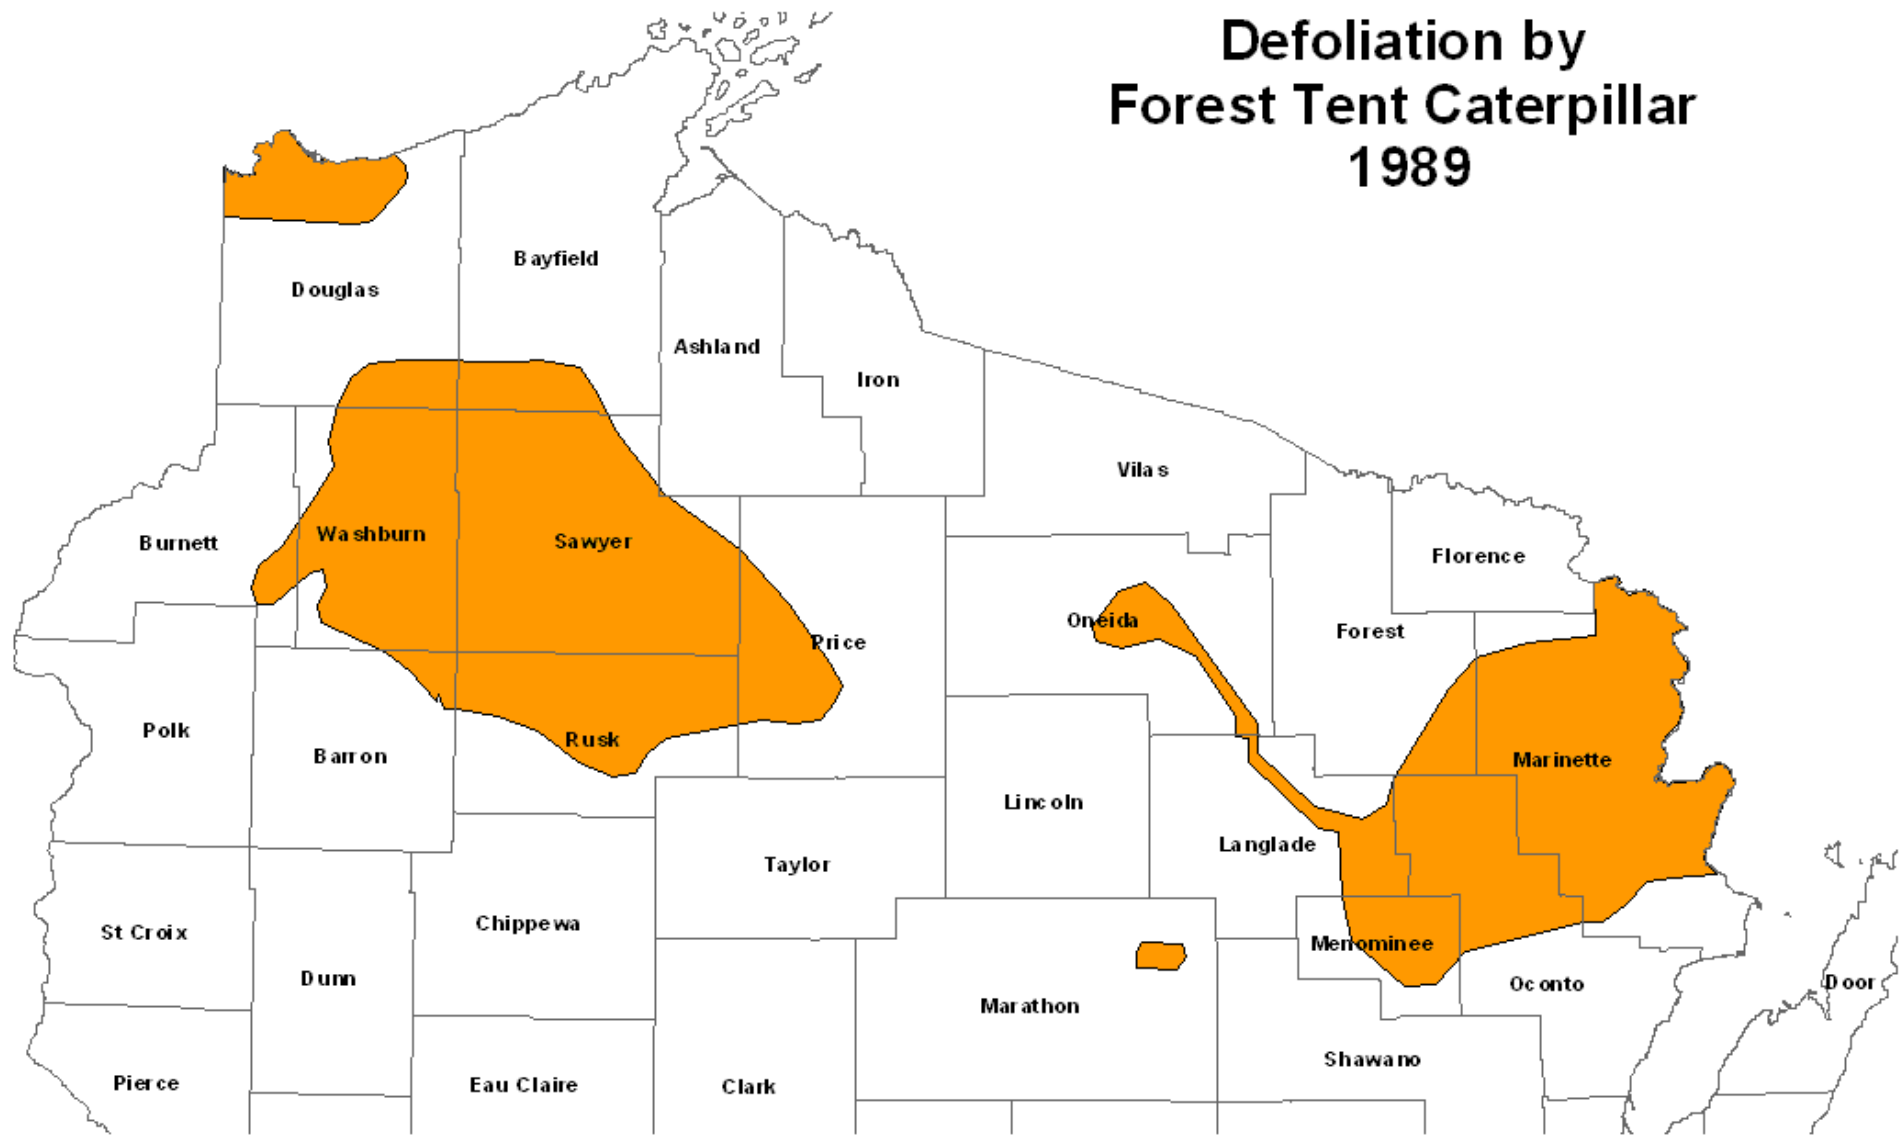 Defoliation by
Forest Tent Caterpillar
1989
Bayfield
Douglas
Ashland
Iron
Vilas
Washburn
Sawyer
Burnett
Florence
Oneida
Forest
Price
Polk
Rusk
Barron
Marinette
Lincoln
Langlade
Taylor
Chippewa
St Croix
Menominee
Dunn
Oconto
Door
Marathon
Shawano
Pierce
Eau Claire
Clark